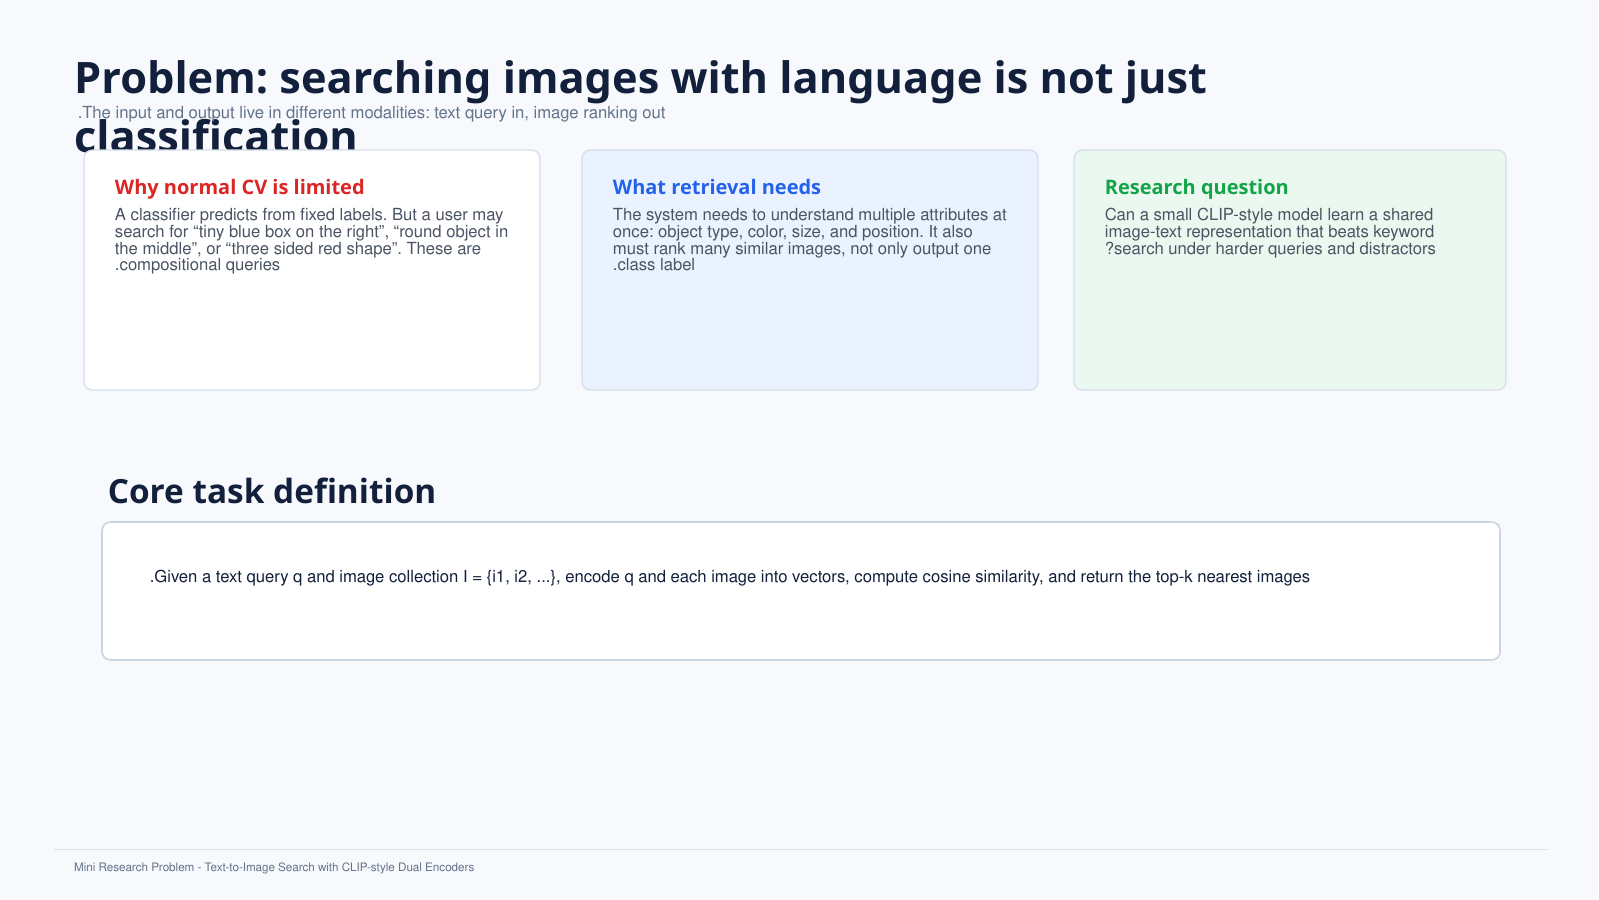 Problem: searching images with language is not just
classification
.The input and output live in different modalities: text query in, image ranking out
Why normal CV is limited
A classifier predicts from fixed labels. But a user may
search for “tiny blue box on the right”, “round object in
the middle”, or “three sided red shape”. These are
.compositional queries
What retrieval needs
The system needs to understand multiple attributes at
once: object type, color, size, and position. It also
must rank many similar images, not only output one
.class label
Research question
Can a small CLIP-style model learn a shared
image-text representation that beats keyword
?search under harder queries and distractors
Core task definition
.Given a text query q and image collection I = {i1, i2, ...}, encode q and each image into vectors, compute cosine similarity, and return the top-k nearest images
Mini Research Problem - Text-to-Image Search with CLIP-style Dual Encoders